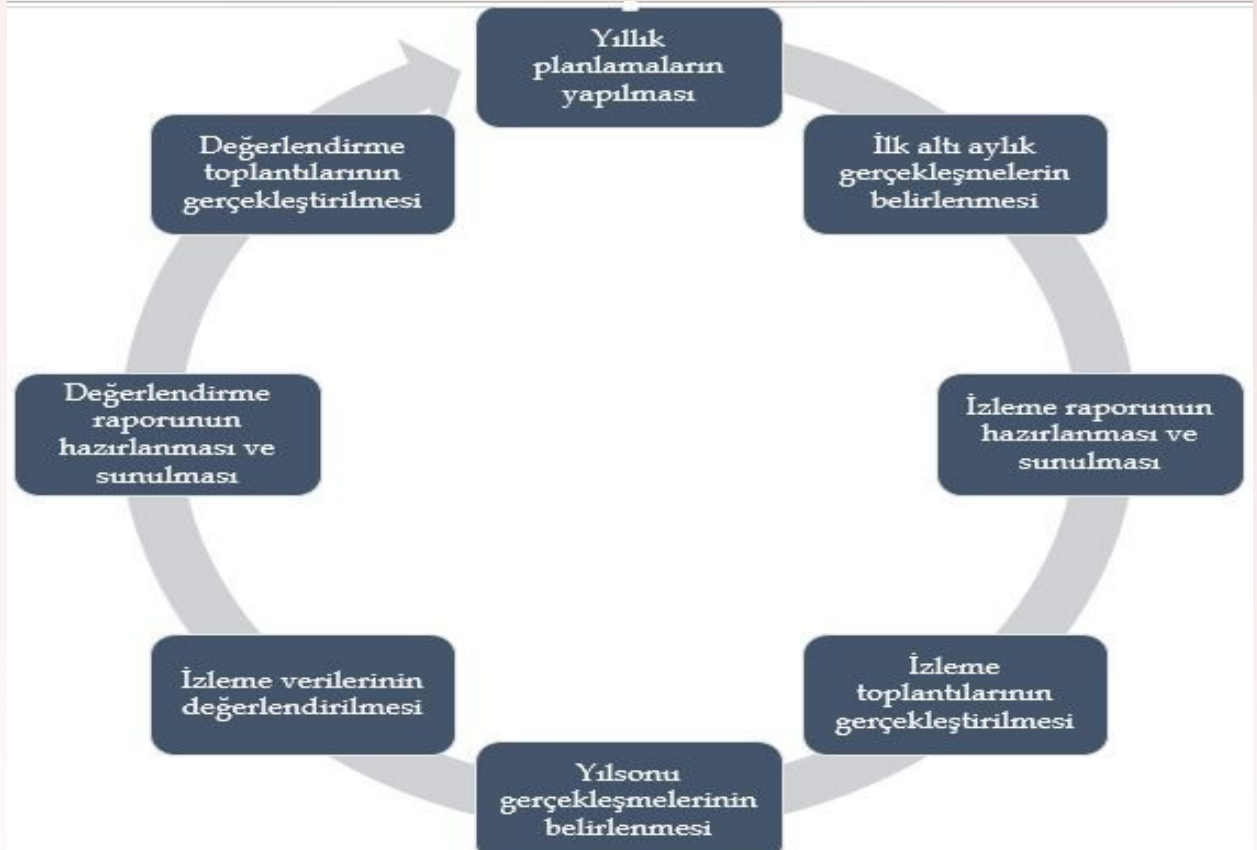 Yıllık
planlamaların
yapılması
İlk altı aylık
gerçekleşmelerin
belirlenmesi
İzleme raporunun
hazırlanması ve
sunulması
İzleme
toplantılarının
gerçekleştirilmesi
Yılsonu
gerçekleşmelerinin
belirlenmesi
İzleme verilerinin
değerlendirilmesi
Değerlendirme
raporunun
hazırlanması ve
sunulması
Değerlendirme
toplantılarının
gerçekleştirilmesi